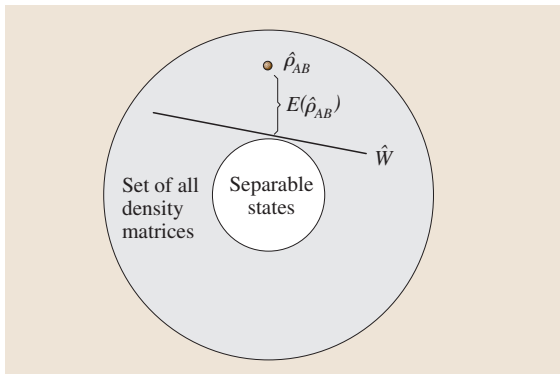 ρ̂_AB
E(ρ̂_AB)
Ŵ
Set of all
density
matrices
Separable
states